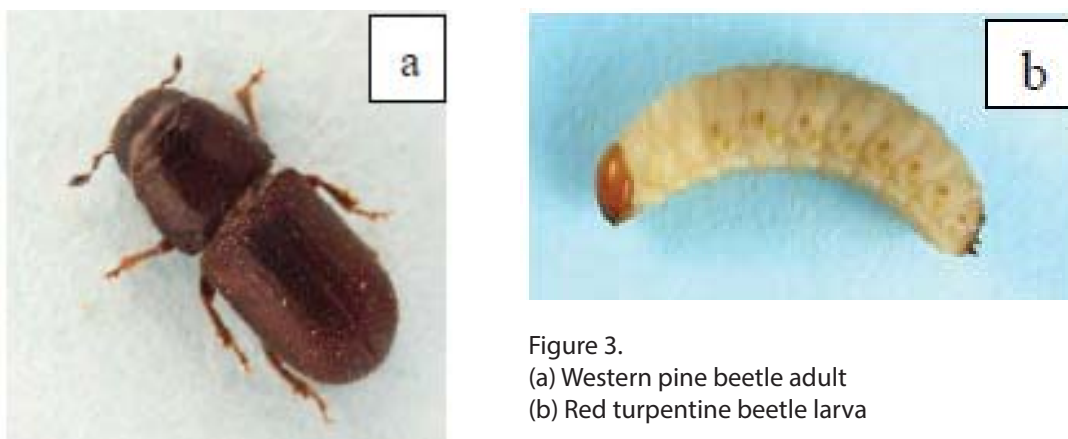 a
b
Figure 3.
(a) Western pine beetle adult
(b) Red turpentine beetle larva